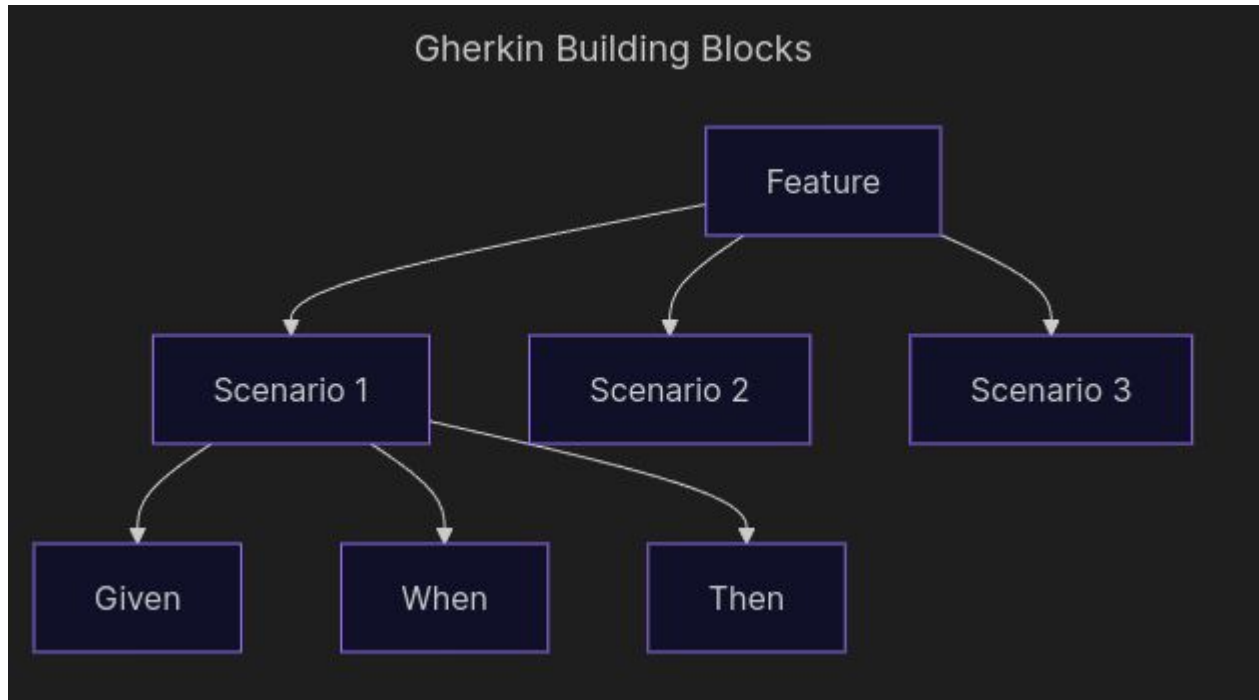 Gherkin Building Blocks
Feature
Scenario 1
Scenario 2
Scenario 3
Given
When
Then